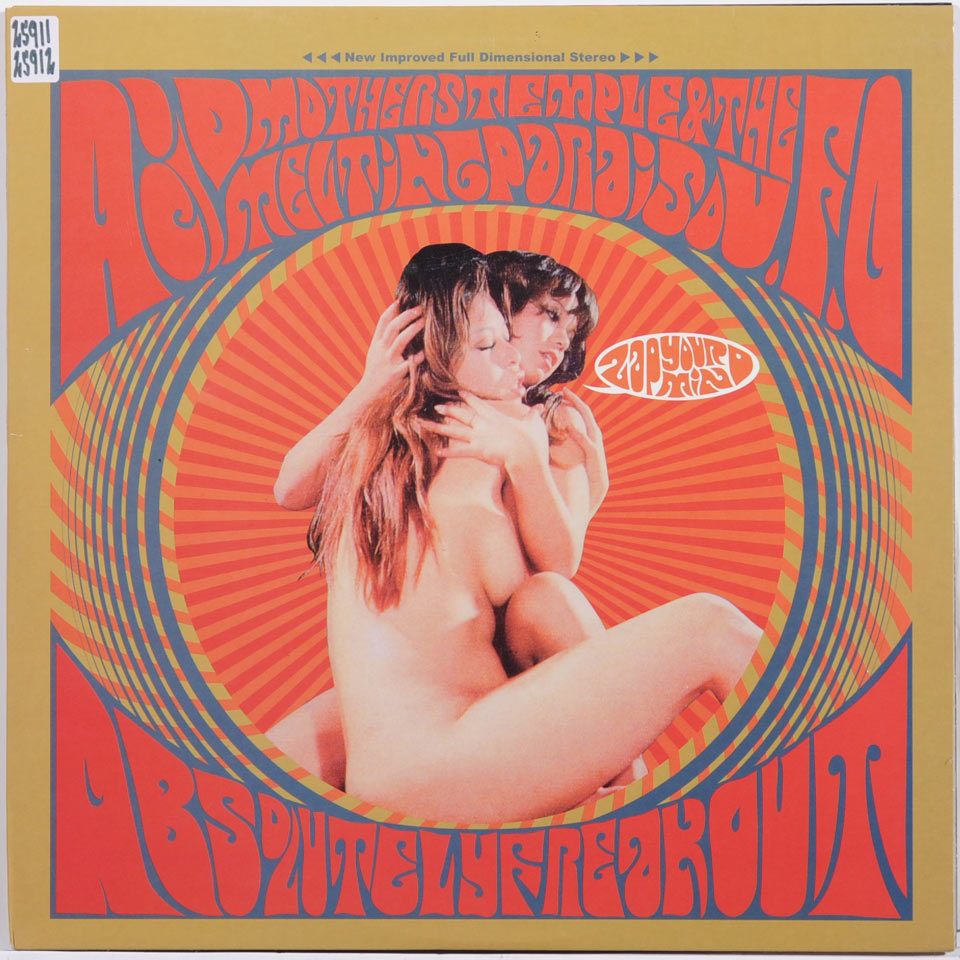 25911
25912
◄◄◄ New Improved Full Dimensional Stereo ►►►
ACID MOTHERS TEMPLE & THE
MELTING PARAISO U.F.O.
ZAP YOUR
MIND
ABSOLUTELY FREAK OUT